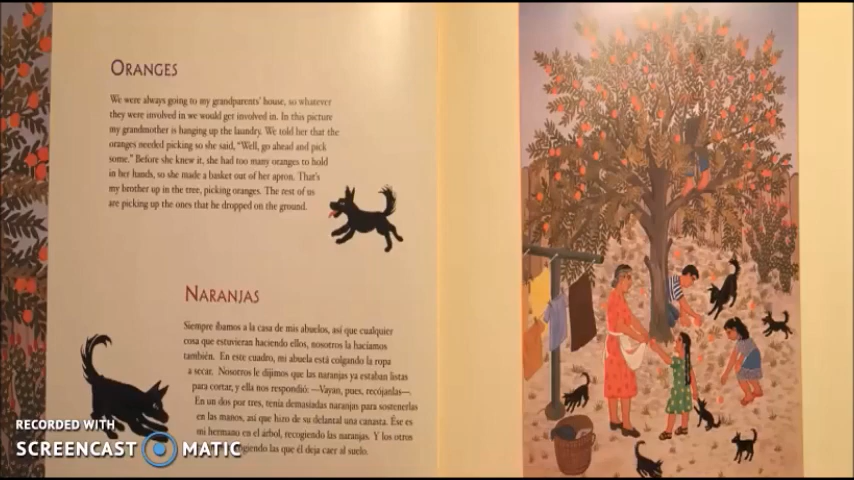 ORANGES
We were always going to my grandparents' house, so whatever
they were involved in we would get involved in. In this picture
my grandmother is hanging up the laundry. We told her that the
oranges needed picking so she said, "Well, go ahead and pick
some." Before she knew it, she had too many oranges to hold
in her hands, so she made a basket out of her apron. That's
my brother up in the tree, picking oranges. The rest of us
are picking up the ones that he dropped on the ground.
NARANJAS
Siempre íbamos a la casa de mis abuelos, así que cualquier
cosa que estuvieran haciendo ellos, nosotros la hacíamos
también. En este cuadro, mi abuela está colgando la ropa
a secar. Nosotros le dijimos que las naranjas ya estaban listas
para cortar, y ella nos respondió: —Vayan, pues, recójanlas—.
En un dos por tres, tenía demasiadas naranjas para sostenerlas
en las manos, así que hizo de su delantal una canasta. Ése es
mi hermano en el árbol, recogiendo las naranjas. Y los otros
las que él deja caer al suelo.
RECORDED WITH
SCREENCAST MATIC